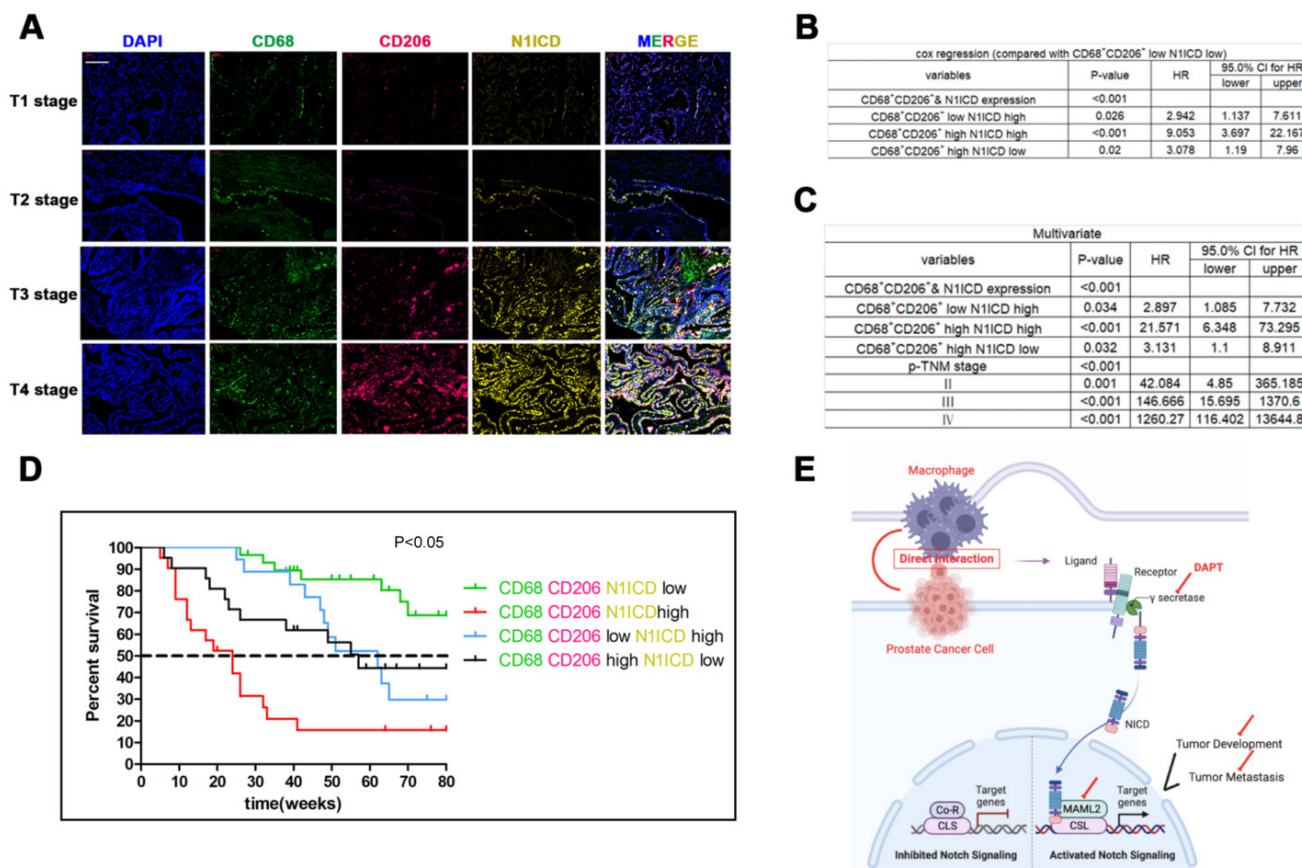 A
DAPI CD68 CD206 N1ICD MERGE
T1 stage
T2 stage
T3 stage
T4 stage
B
cox regression (compared with CD68+CD206+ low N1ICD low)
variables P-value HR 95.0% CI for HR
lower upper
CD68+CD206+& N1ICD expression <0.001
CD68+CD206+ low N1ICD high 0.026 2.942 1.137 7.611
CD68+CD206+ high N1ICD high <0.001 9.053 3.697 22.167
CD68+CD206+ high N1ICD low 0.02 3.078 1.19 7.96
C
Multivariate
variables P-value HR 95.0% CI for HR
lower upper
CD68+CD206+& N1ICD expression <0.001
CD68+CD206+ low N1ICD high 0.034 2.897 1.085 7.732
CD68+CD206+ high N1ICD high <0.001 21.571 6.348 73.295
CD68+CD206+ high N1ICD low 0.032 3.131 1.1 8.911
p-TNM stage <0.001
II 0.001 42.084 4.85 365.185
III <0.001 146.666 15.695 1370.6
IV <0.001 1260.27 116.402 13644.8
D
P<0.05
Percent survival
100
90
80
70
60
50
40
30
20
10
0
0 10 20 30 40 50 60 70 80
time(weeks)
CD68 CD206 N1ICD low
CD68 CD206 N1ICDhigh
CD68 CD206 low N1ICD high
CD68 CD206 high N1ICD low
E
Macrophage
Direct Interaction
Prostate Cancer Cell
Ligand
Receptor
DAPT
γ secretase
NICD
Tumor Development
Tumor Metastasis
Co-R
CLS
Target
genes
MAML2
CSL
Target
genes
Inhibited Notch Signaling
Activated Notch Signaling